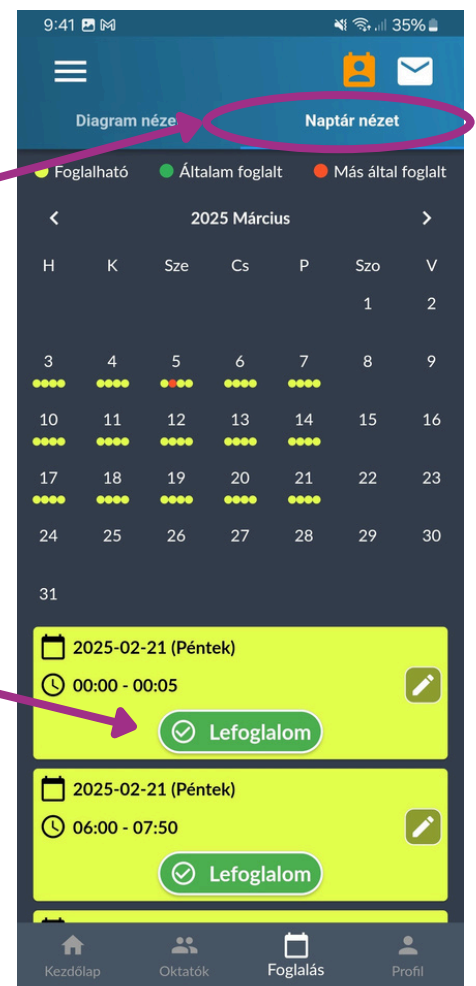 9:41 35%
Diagram néze
Naptár nézet
Foglalható Általam foglalt Más által foglalt
2025 Március
H K Sze Cs P Szo V
1 2
3 4 5 6 7 8 9
10 11 12 13 14 15 16
17 18 19 20 21 22 23
24 25 26 27 28 29 30
31
2025-02-21 (Péntek)
00:00 - 00:05
Lefoglalom
2025-02-21 (Péntek)
06:00 - 07:50
Lefoglalom
Kezdőlap Oktatók Foglalás Profil